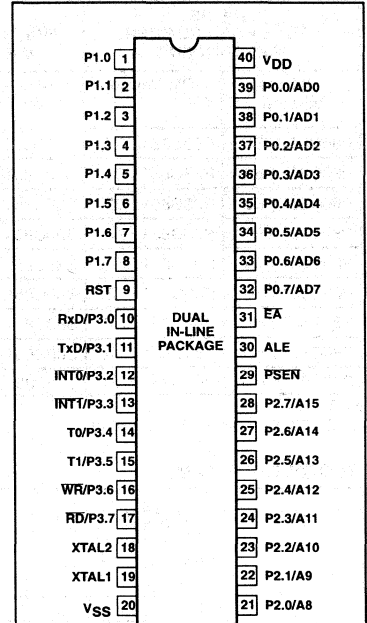 P1.0 1 40 VDD
P1.1 2 39 P0.0/AD0
P1.2 3 38 P0.1/AD1
P1.3 4 37 P0.2/AD2
P1.4 5 36 P0.3/AD3
P1.5 6 35 P0.4/AD4
P1.6 7 34 P0.5/AD5
P1.7 8 33 P0.6/AD6
RST 9 32 P0.7/AD7
RxD/P3.0 10 DUAL 31 E̅A̅
IN-LINE
TxD/P3.1 11 PACKAGE 30 ALE
I̅N̅T̅0̅/P3.2 12 29 P̅S̅E̅N̅
I̅N̅T̅1̅/P3.3 13 28 P2.7/A15
T0/P3.4 14 27 P2.6/A14
T1/P3.5 15 26 P2.5/A13
W̅R̅/P3.6 16 25 P2.4/A12
R̅D̅/P3.7 17 24 P2.3/A11
XTAL2 18 23 P2.2/A10
XTAL1 19 22 P2.1/A9
VSS 20 21 P2.0/A8